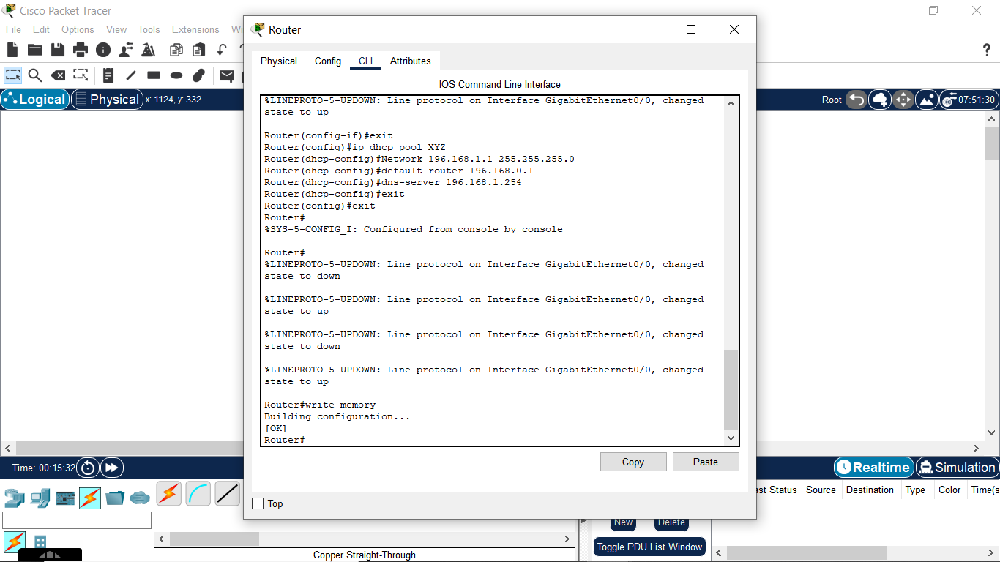 Cisco Packet Tracer
File Edit Options View Tools Extensions Wi
Router
Physical Config CLI Attributes
IOS Command Line Interface
Logical Physical x: 1124, y: 332
Root 07:51:30
%LINEPROTO-5-UPDOWN: Line protocol on Interface GigabitEthernet0/0, changed
state to up
Router(config-if)#exit
Router(config)#ip dhcp pool XYZ
Router(dhcp-config)#Network 196.168.1.1 255.255.255.0
Router(dhcp-config)#default-router 196.168.0.1
Router(dhcp-config)#dns-server 196.168.1.254
Router(dhcp-config)#exit
Router(config)#exit
Router#
%SYS-5-CONFIG_I: Configured from console by console
Router#
%LINEPROTO-5-UPDOWN: Line protocol on Interface GigabitEthernet0/0, changed
state to down
%LINEPROTO-5-UPDOWN: Line protocol on Interface GigabitEthernet0/0, changed
state to up
%LINEPROTO-5-UPDOWN: Line protocol on Interface GigabitEthernet0/0, changed
state to down
%LINEPROTO-5-UPDOWN: Line protocol on Interface GigabitEthernet0/0, changed
state to up
Router#write memory
Building configuration...
[OK]
Router#
Copy Paste
Top
Time: 00:15:32
Realtime Simulation
ast Status Source Destination Type Color Time(s
New Delete
Toggle PDU List Window
Copper Straight-Through